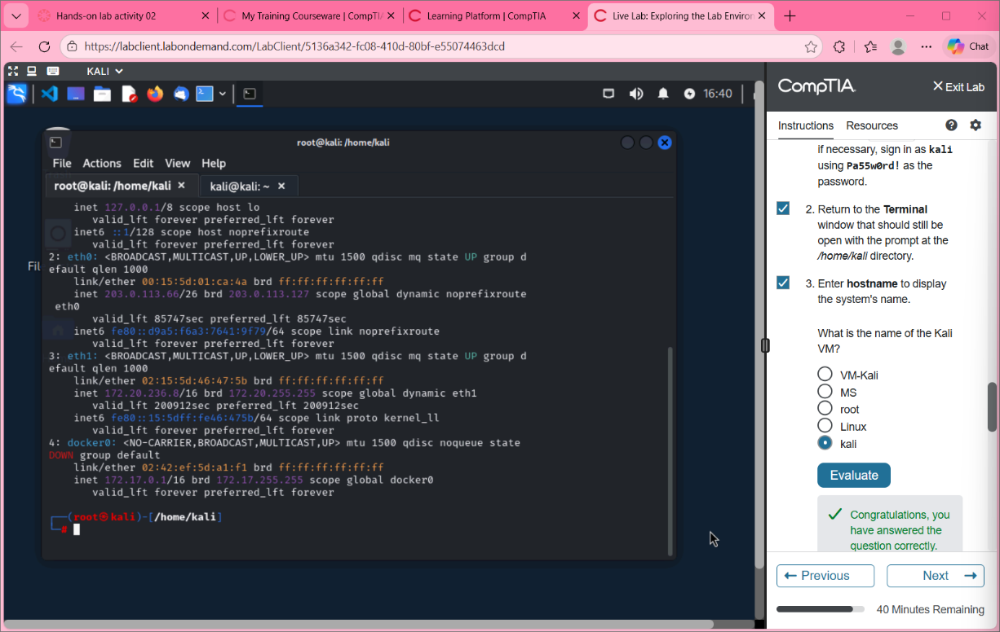 Hands-on lab activity 02
My Training Courseware | CompTI
Learning Platform | CompTIA
Live Lab: Exploring the Lab Environ
https://labclient.labondemand.com/LabClient/5136a342-fc08-410d-80bf-e55074463dcd
Chat
KALI
16:40
root@kali: /home/kali
File Actions Edit View Help
root@kali: /home/kali
kali@kali: ~
inet 127.0.0.1/8 scope host lo
valid_lft forever preferred_lft forever
inet6 ::1/128 scope host noprefixroute
valid_lft forever preferred_lft forever
2: eth0: <BROADCAST,MULTICAST,UP,LOWER_UP> mtu 1500 qdisc mq state UP group d
efault qlen 1000
link/ether 00:15:5d:01:ca:4a brd ff:ff:ff:ff:ff:ff
inet 203.0.113.66/26 brd 203.0.113.127 scope global dynamic noprefixroute
eth0
valid_lft 85747sec preferred_lft 85747sec
inet6 fe80::d9a5:f6a3:7641:9f79/64 scope link noprefixroute
valid_lft forever preferred_lft forever
3: eth1: <BROADCAST,MULTICAST,UP,LOWER_UP> mtu 1500 qdisc mq state UP group d
efault qlen 1000
link/ether 02:15:5d:46:47:5b brd ff:ff:ff:ff:ff:ff
inet 172.20.236.8/16 brd 172.20.255.255 scope global dynamic eth1
valid_lft 200912sec preferred_lft 200912sec
inet6 fe80::15:5dff:fe46:475b/64 scope link proto kernel_ll
valid_lft forever preferred_lft forever
4: docker0: <NO-CARRIER,BROADCAST,MULTICAST,UP> mtu 1500 qdisc noqueue state
DOWN group default
link/ether 02:42:ef:5d:a1:f1 brd ff:ff:ff:ff:ff:ff
inet 172.17.0.1/16 brd 172.17.255.255 scope global docker0
valid_lft forever preferred_lft forever
┌──(root㉿kali)-[/home/kali]
└─#
Fil
CompTIA.
Exit Lab
Instructions Resources
if necessary, sign in as kali
using Pa55w0rd! as the
password.
2. Return to the Terminal
window that should still be
open with the prompt at the
/home/kali directory.
3. Enter hostname to display
the system's name.
What is the name of the Kali
VM?
VM-Kali
MS
root
Linux
kali
Evaluate
Congratulations, you
have answered the
question correctly.
Previous
Next
40 Minutes Remaining